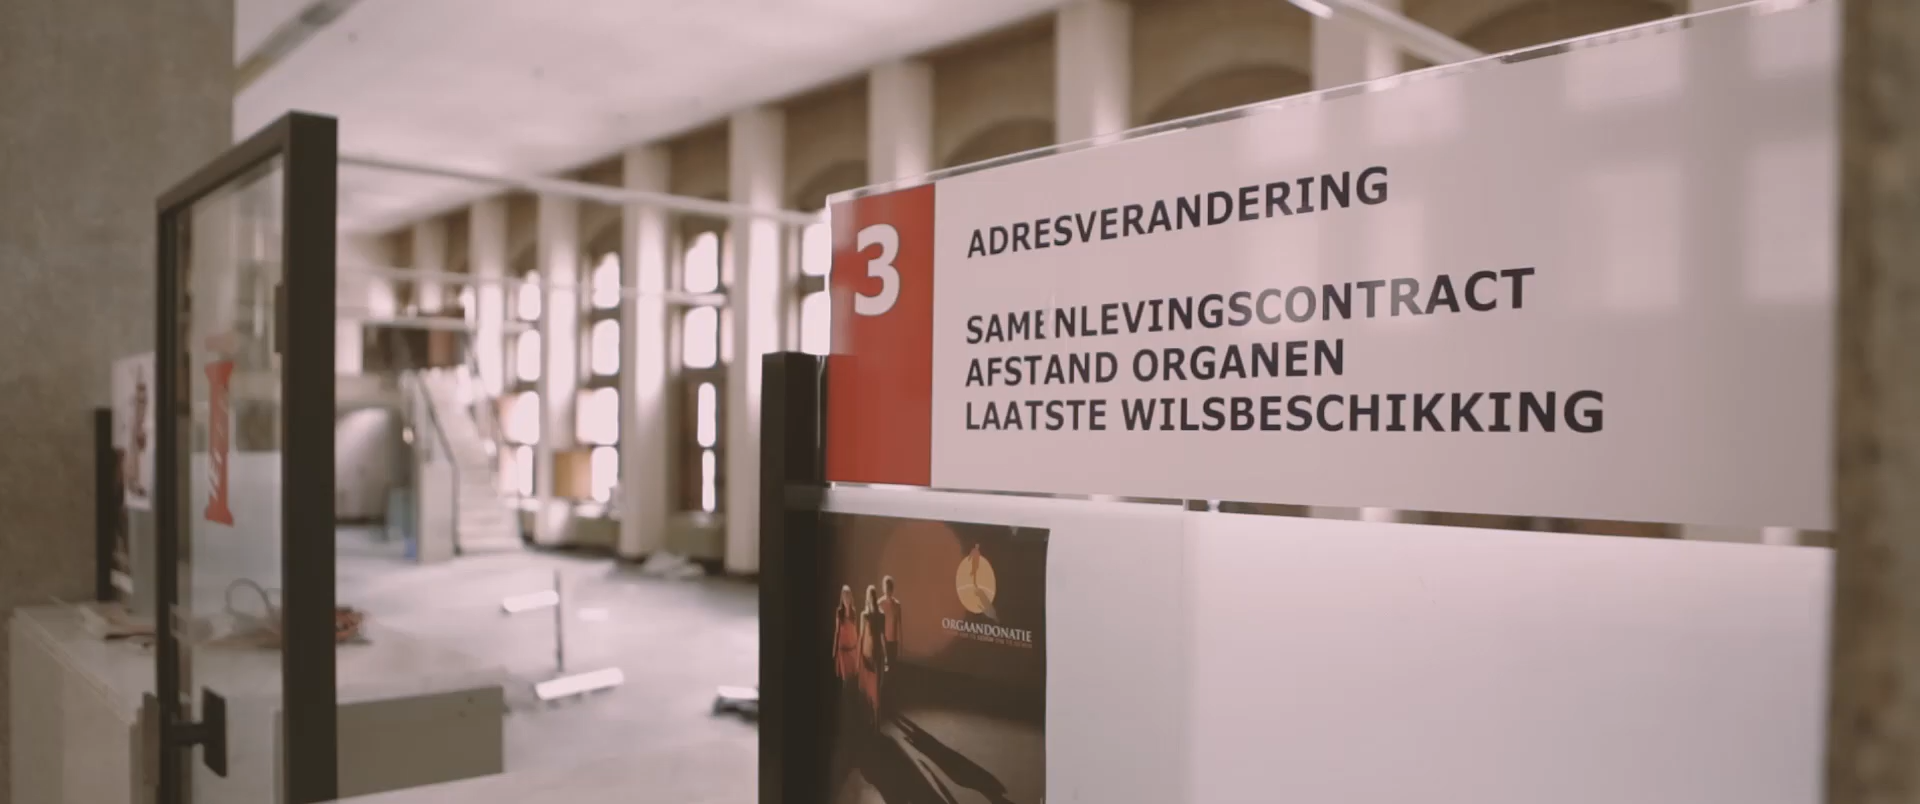 3
ADRESVERANDERING
SAMENLEVINGSCONTRACT
AFSTAND ORGANEN
LAATSTE WILSBESCHIKKING
ORGAANDONATIE